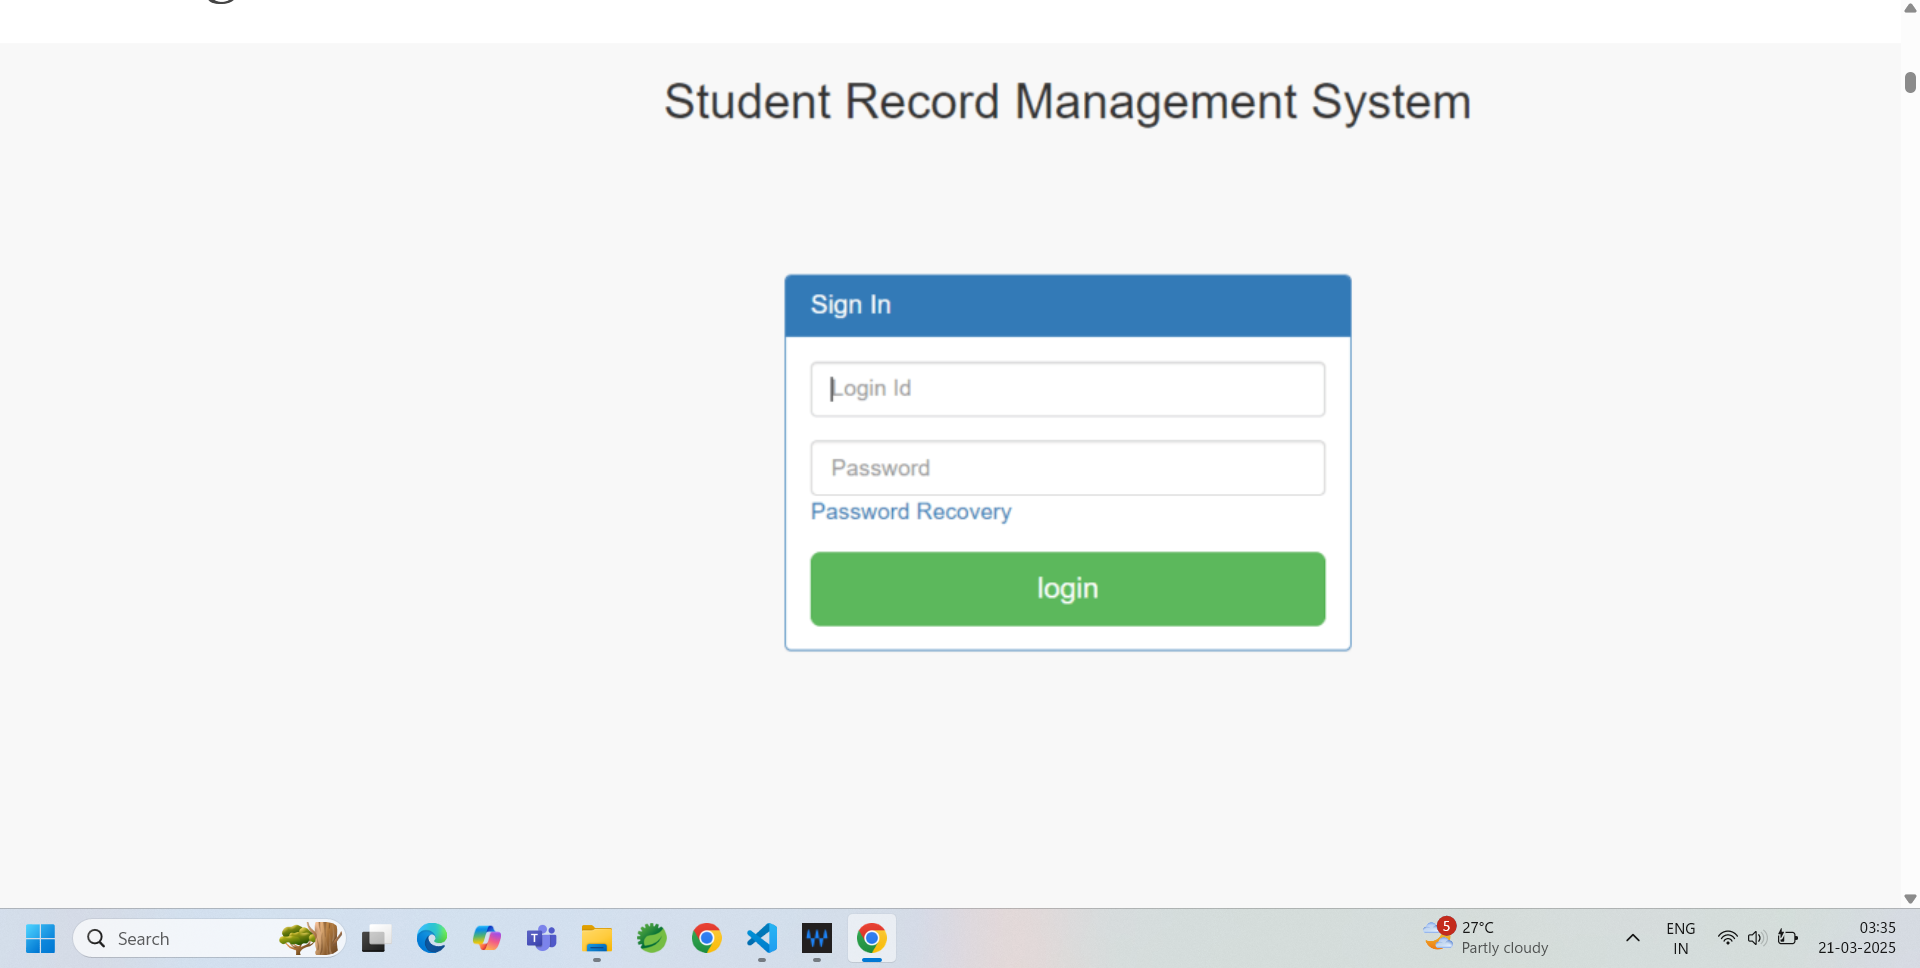 Student Record Management System
Sign In
Login Id
Password
Password Recovery
login
Search
5
27°C
Partly cloudy
ENG
IN
03:35
21-03-2025